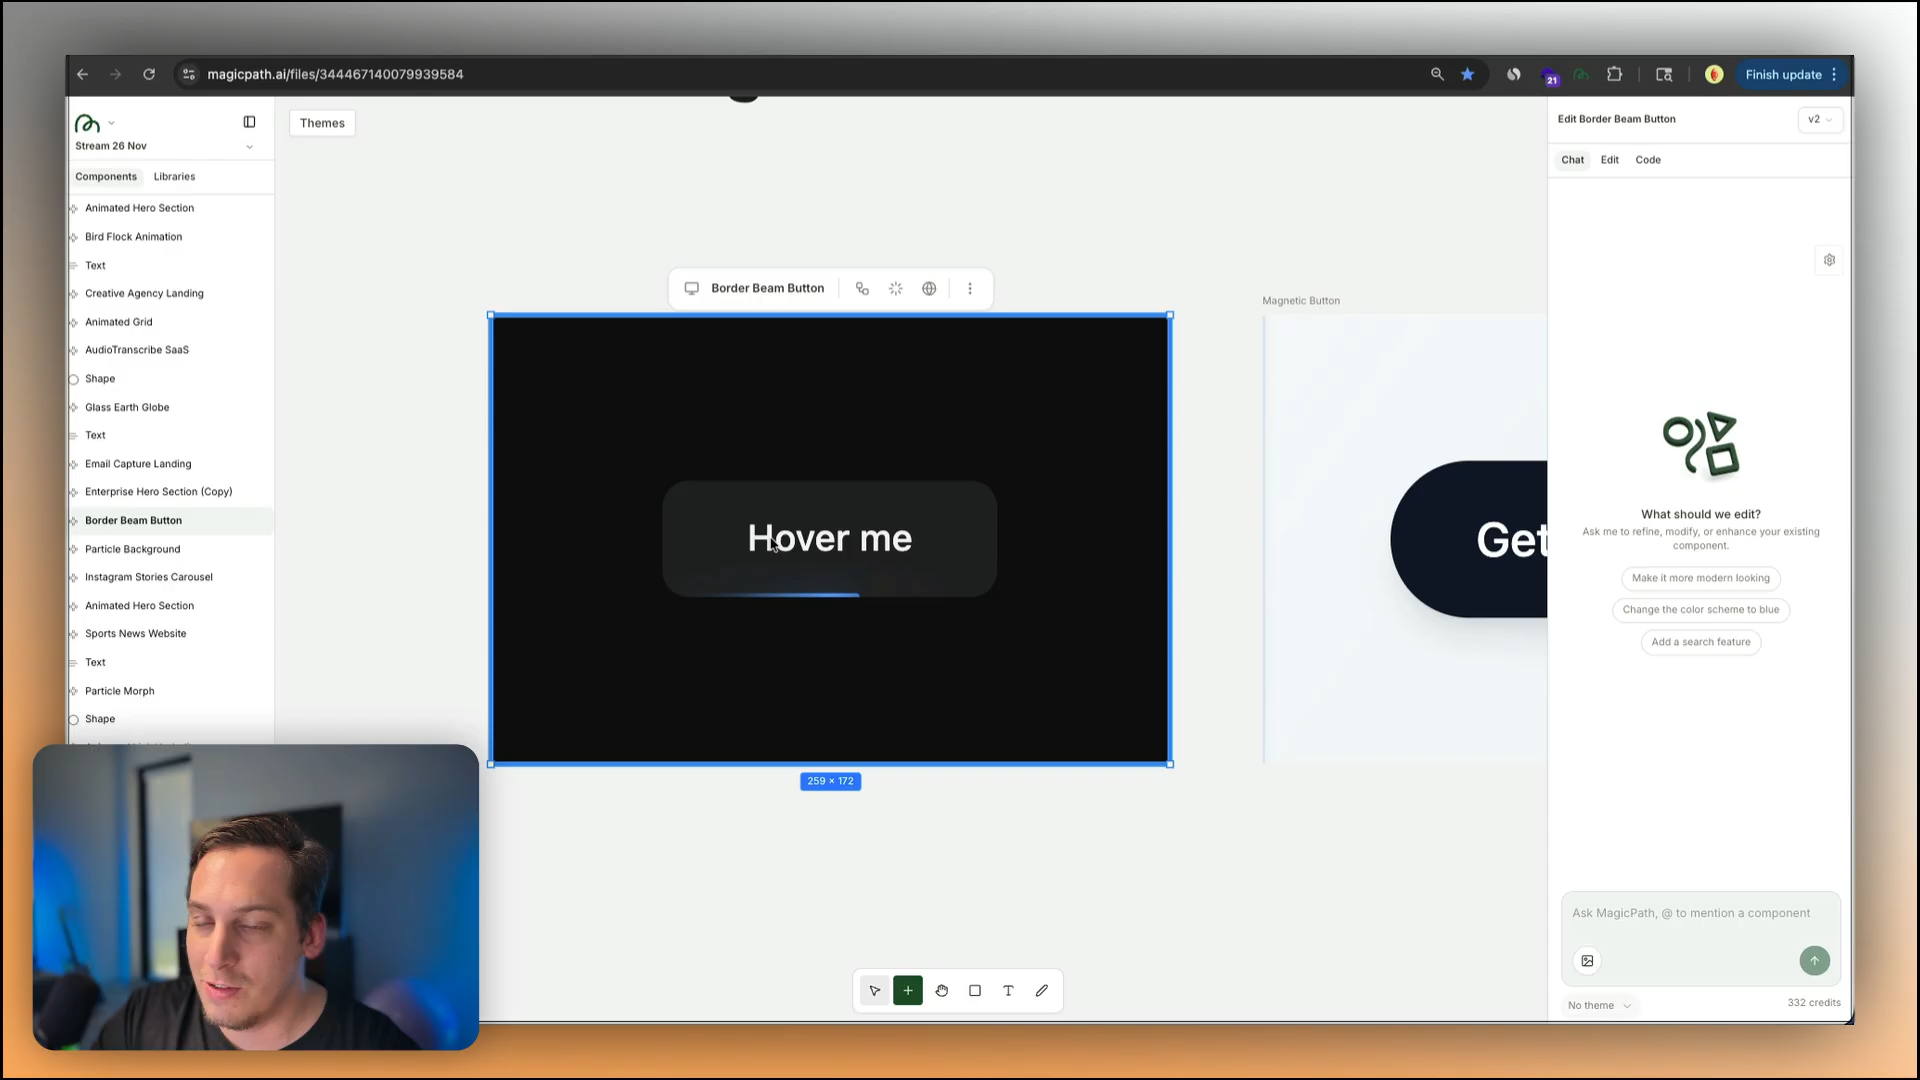 magicpath.ai/files/344467140079939584
21
Finish update
Stream 26 Nov
Components
Libraries
Animated Hero Section
Bird Flock Animation
Text
Creative Agency Landing
Animated Grid
AudioTranscribe SaaS
Shape
Glass Earth Globe
Text
Email Capture Landing
Enterprise Hero Section (Copy)
Border Beam Button
Particle Background
Instagram Stories Carousel
Animated Hero Section
Sports News Website
Text
Particle Morph
Shape
Themes
Border Beam Button
Hover me
259 × 172
Magnetic Button
Get
Edit Border Beam Button
v2
Chat
Edit
Code
What should we edit?
Ask me to refine, modify, or enhance your existing
component.
Make it more modern looking
Change the color scheme to blue
Add a search feature
Ask MagicPath, @ to mention a component
No theme
332 credits